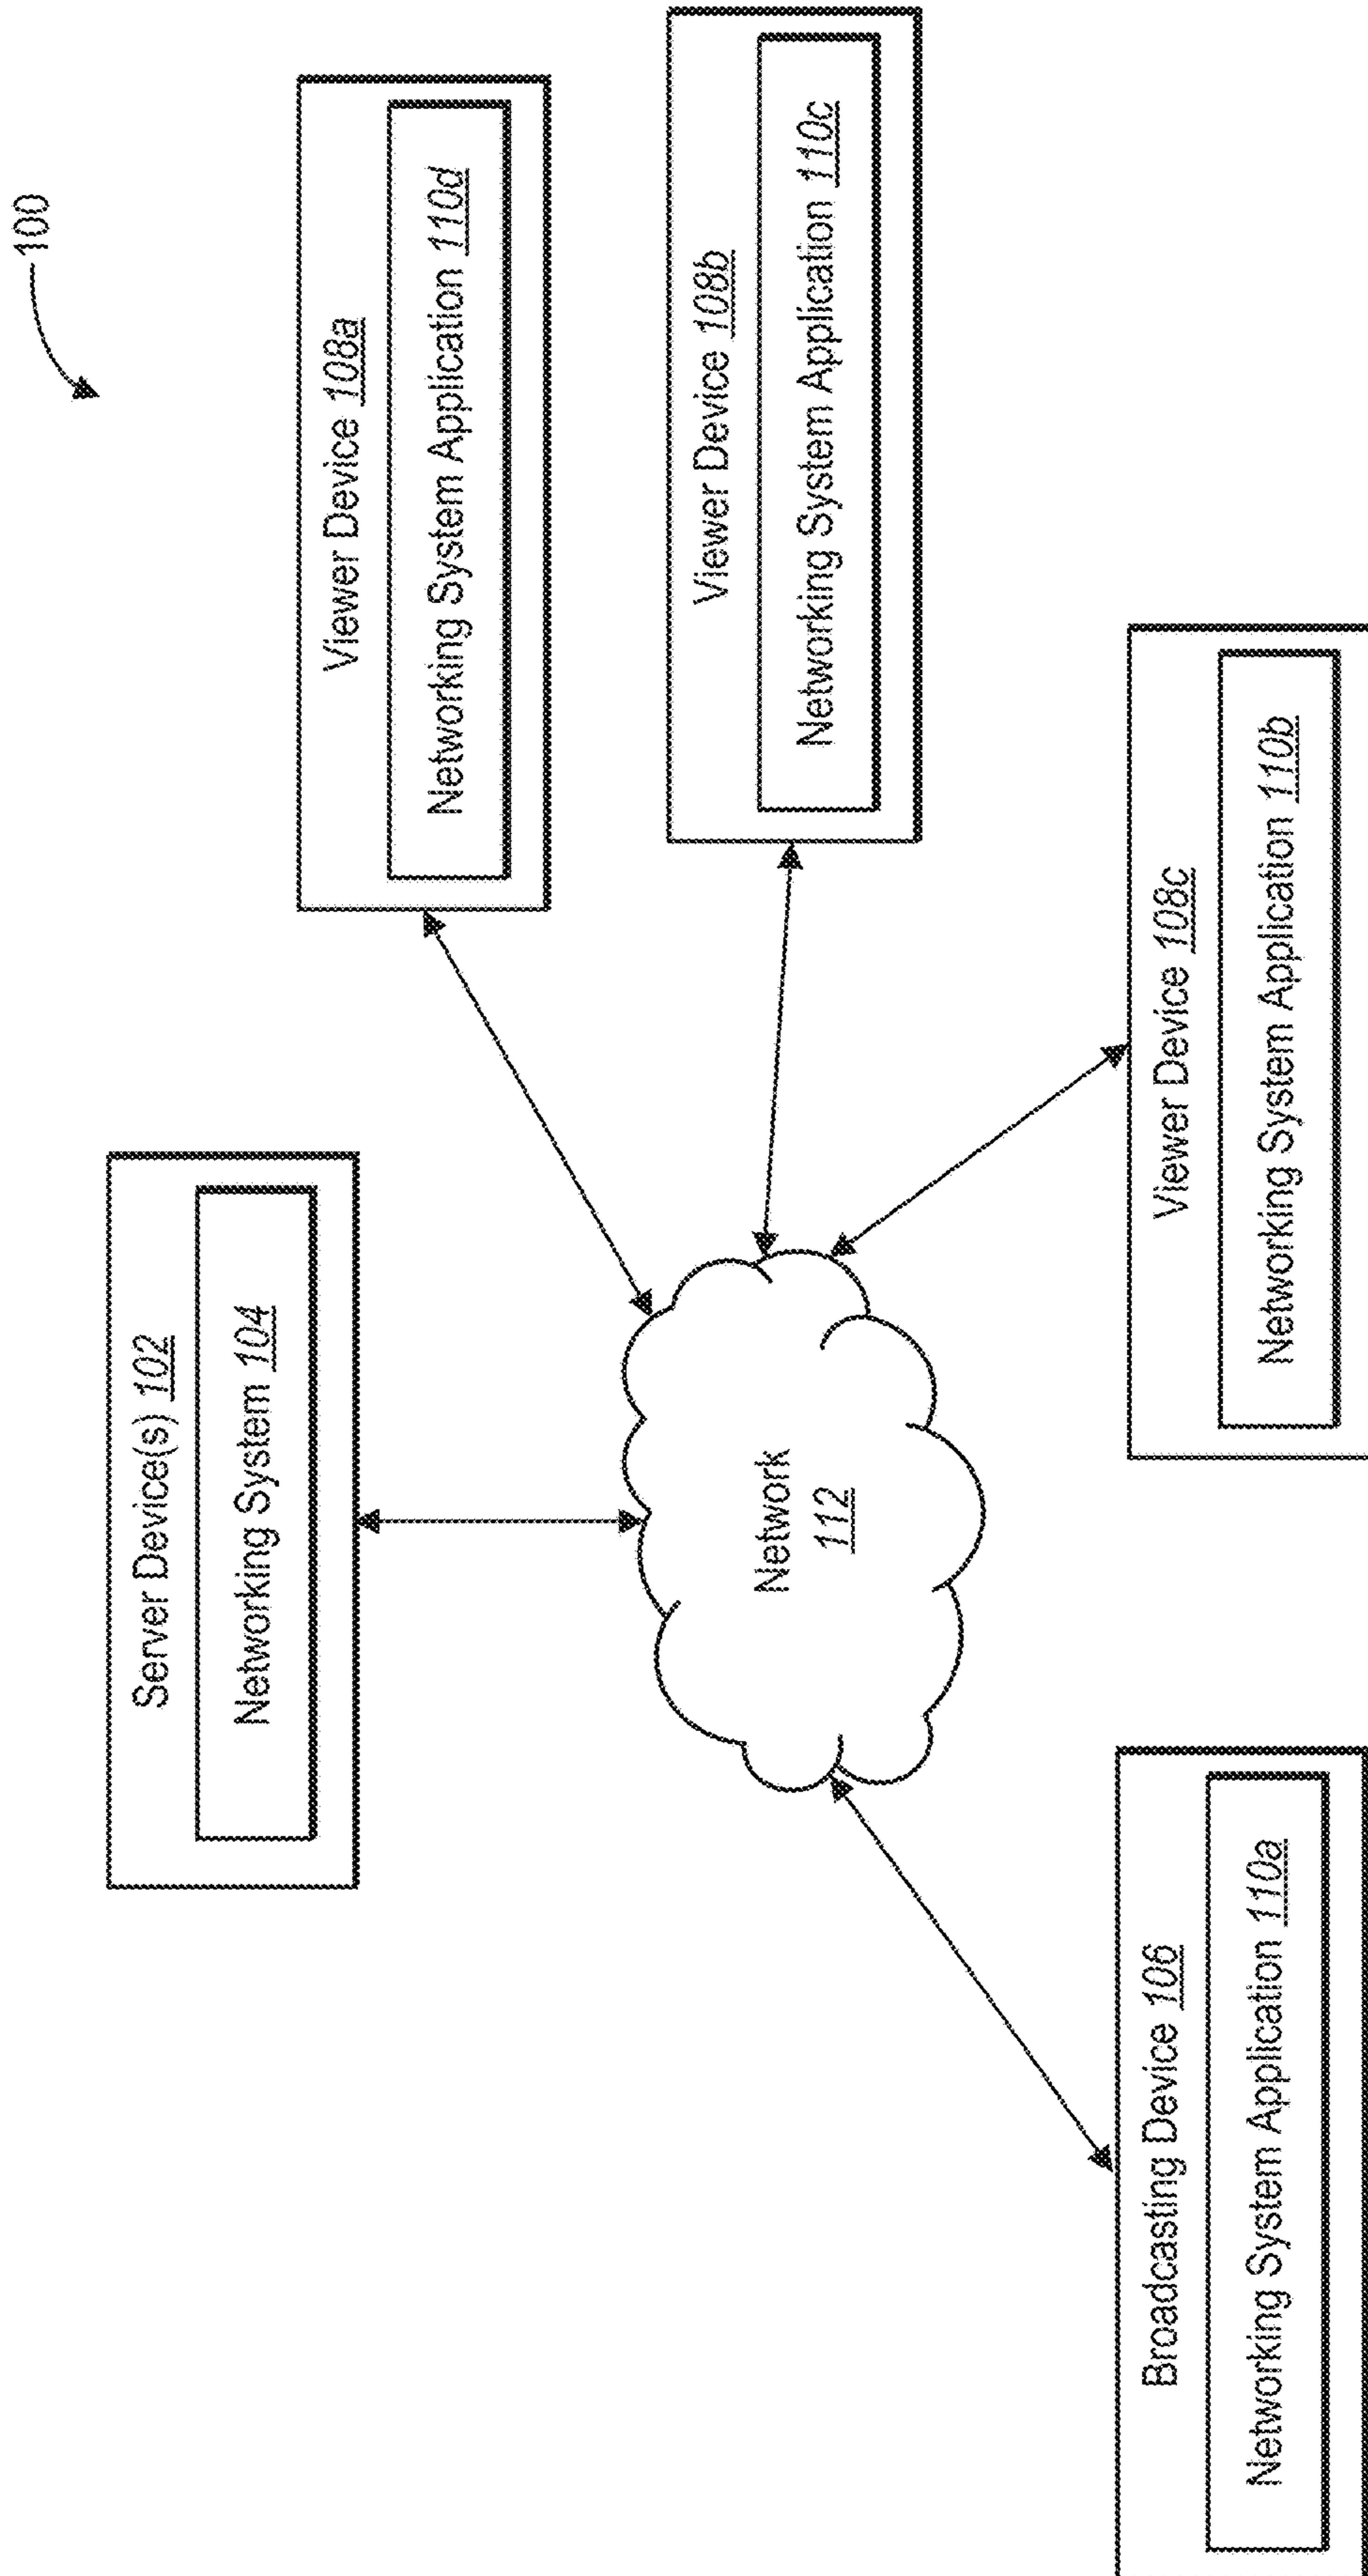 100
Server Device(s) 102
Networking System 104
Viewer Device 108a
Networking System Application 110d
Viewer Device 108b
Networking System Application 110c
Network
112
Broadcasting Device 106
Networking System Application 110a
Viewer Device 108c
Networking System Application 110b